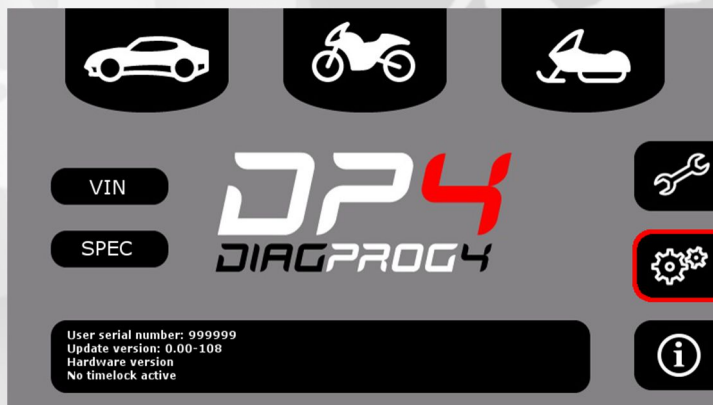 VIN
DP4
DIAGPROG4
SPEC
User serial number: 999999
Update version: 0.00-108
Hardware version
No timelock active